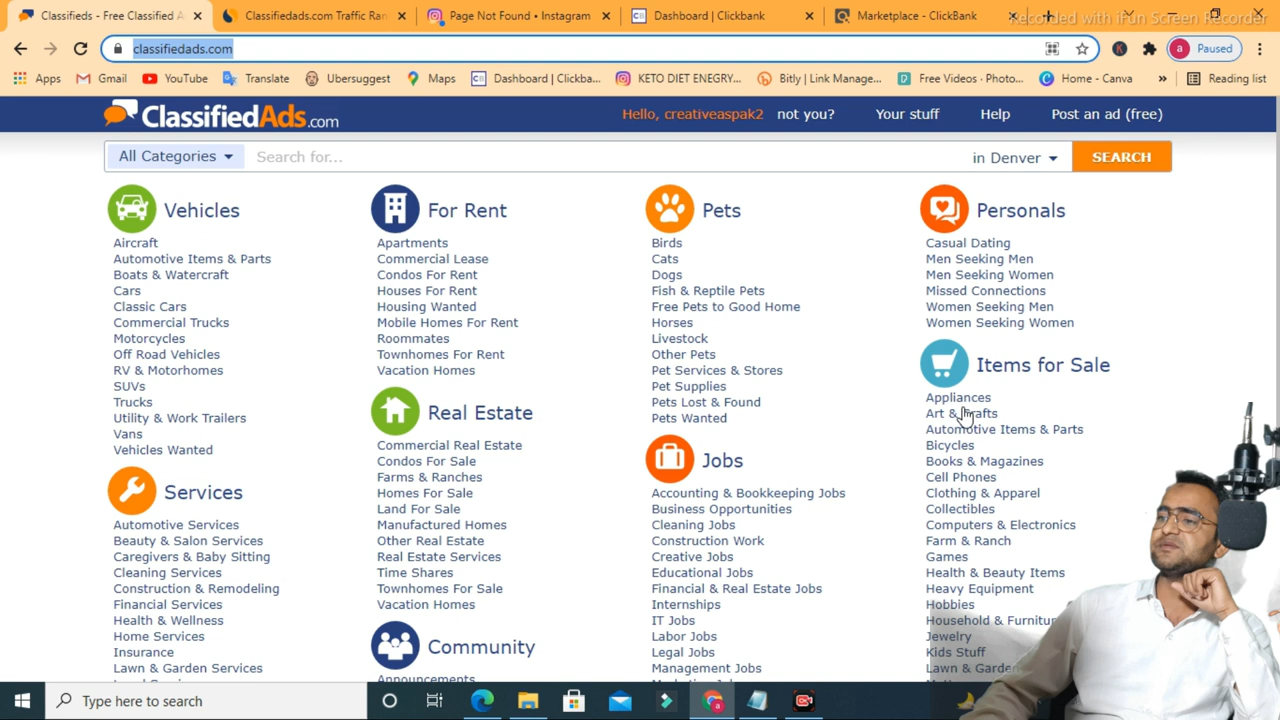 Classifieds - Free Classified A
Classifiedads.com Traffic Ran
Page Not Found • Instagram
Dashboard | Clickbank
Marketplace - ClickBank
Recorded with iFun Screen Recorder
classifiedads.com
Paused
Apps
Gmail
YouTube
Translate
Ubersuggest
Maps
Dashboard | Clickba...
KETO DIET ENEGRY...
Bitly | Link Manage...
Free Videos · Photo...
Home - Canva
Reading list
ClassifiedAds.com
Hello, creativeaspak2
not you?
Your stuff
Help
Post an ad (free)
All Categories
Search for...
in Denver
SEARCH
Vehicles
Aircraft
Automotive Items & Parts
Boats & Watercraft
Cars
Classic Cars
Commercial Trucks
Motorcycles
Off Road Vehicles
RV & Motorhomes
SUVs
Trucks
Utility & Work Trailers
Vans
Vehicles Wanted
Services
Automotive Services
Beauty & Salon Services
Caregivers & Baby Sitting
Cleaning Services
Construction & Remodeling
Financial Services
Health & Wellness
Home Services
Insurance
Lawn & Garden Services
For Rent
Apartments
Commercial Lease
Condos For Rent
Houses For Rent
Housing Wanted
Mobile Homes For Rent
Roommates
Townhomes For Rent
Vacation Homes
Real Estate
Commercial Real Estate
Condos For Sale
Farms & Ranches
Homes For Sale
Land For Sale
Manufactured Homes
Other Real Estate
Real Estate Services
Time Shares
Townhomes For Sale
Vacation Homes
Community
Announcements
Pets
Birds
Cats
Dogs
Fish & Reptile Pets
Free Pets to Good Home
Horses
Livestock
Other Pets
Pet Services & Stores
Pet Supplies
Pets Lost & Found
Pets Wanted
Jobs
Accounting & Bookkeeping Jobs
Business Opportunities
Cleaning Jobs
Construction Work
Creative Jobs
Educational Jobs
Financial & Real Estate Jobs
Internships
IT Jobs
Labor Jobs
Legal Jobs
Management Jobs
Personals
Casual Dating
Men Seeking Men
Men Seeking Women
Missed Connections
Women Seeking Men
Women Seeking Women
Items for Sale
Appliances
Art & Crafts
Automotive Items & Parts
Bicycles
Books & Magazines
Cell Phones
Clothing & Apparel
Collectibles
Computers & Electronics
Farm & Ranch
Games
Health & Beauty Items
Heavy Equipment
Hobbies
Household & Furnitu
Jewelry
Kids Stuff
Lawn & Garde
Type here to search